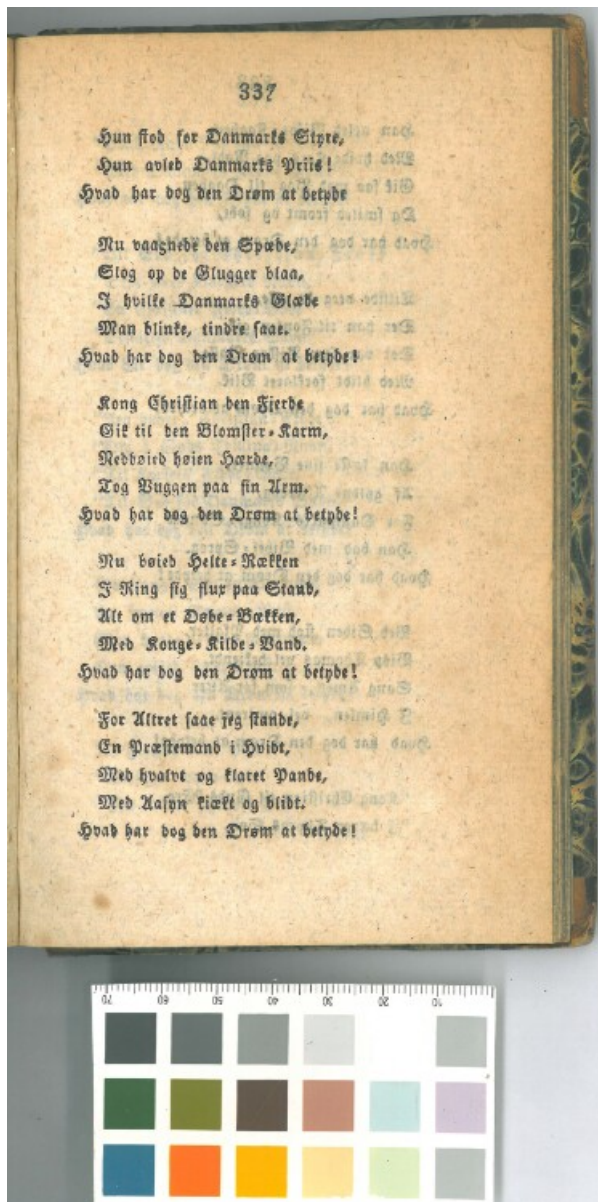 337
Hun stod for Danmarks Styre,
Hun avled Danmarks Priis!
Hvad har dog den Drøm at betyde
Nu vaagnede den Spæde,
Slog op de Glugger blaa,
I hvilke Danmarks Glæde
Man blinke, tindre saae.
Hvad har dog den Drøm at betyde!
Kong Christian den Fjerde
Gik til den Blomster-Karm,
Nedbøied høien Hærde,
Tog Vuggen paa sin Arm.
Hvad har dog den Drøm at betyde!
Nu bøied Helte-Rækken
I Ring sig flux paa Stand,
Alt om et Døbe-Bækken,
Med Konge-Kilde-Vand.
Hvad har dog den Drøm at betyde!
For Altret saae jeg stande,
En Præstemand i Hvidt,
Med hvalvt og klaret Pande,
Med Aasyn kiækt og blidt.
Hvad har dog den Drøm at betyde!
70 60 50 40 30 20 10